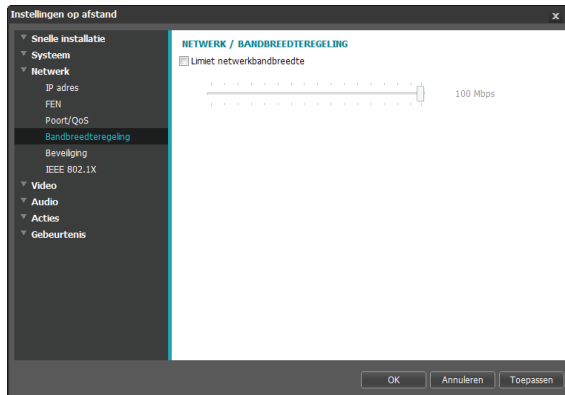 Instellingen op afstand
x
Snelle installatie
Systeem
Netwerk
IP adres
FEN
Poort/QoS
Bandbreedteregeling
Beveiliging
IEEE 802.1X
Video
Audio
Acties
Gebeurtenis
NETWERK / BANDBREEDTEREGELING
Limiet netwerkbandbreedte
100 Mbps
OK
Annuleren
Toepassen